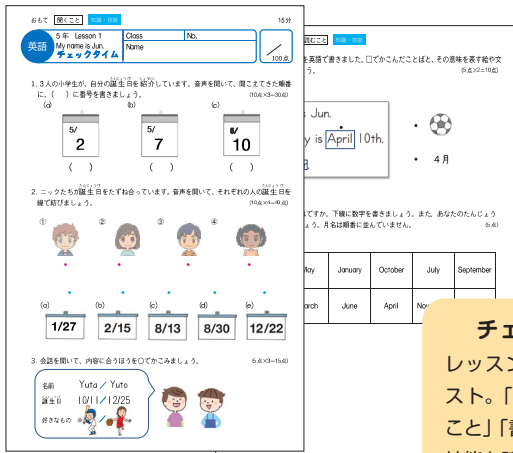 おもて 聞くこと 知識・技能 15分
英語
5年 Lesson 1
My name is Jun.
チェックタイム
Class No.
Name
100点
1. 3人の小学生が、自分の誕生日を紹介しています。音声を聞いて、聞こえてきた順番
に、( )に番号を書きましょう。 (10点×3=30点)
(a) (b) (c)
5/ 5/ 8/
2 7 10
( ) ( ) ( )
2. ニックたちが誕生日をたずね合っています。音声を聞いて、それぞれの人の誕生日を
線で結びましょう。 (10点×4=40点)
① ② ③ ④
(a) (b) (c) (d) (e)
1/27 2/15 8/13 8/30 12/22
3. 会話を聞いて、内容に合うほうを○でかこみましょう。 5点×3=15点)
名前 Yuta / Yuto
誕生日 10/11 / 12/25
好きなもの /
読むこと 知識・技能
を英語で書きました。□でかこんだことばと、その意味を表す絵や文
う。 (5点×2=10点)
Jun.
y is April 10th.
4月
ですか。下線に数字を書きましょう。また、あなたのたんじょう
ょう。月名は順番に並んでいません。 (5点)
May January October July September
arch June April
チェ
レッスン
スト。「
こと」「書